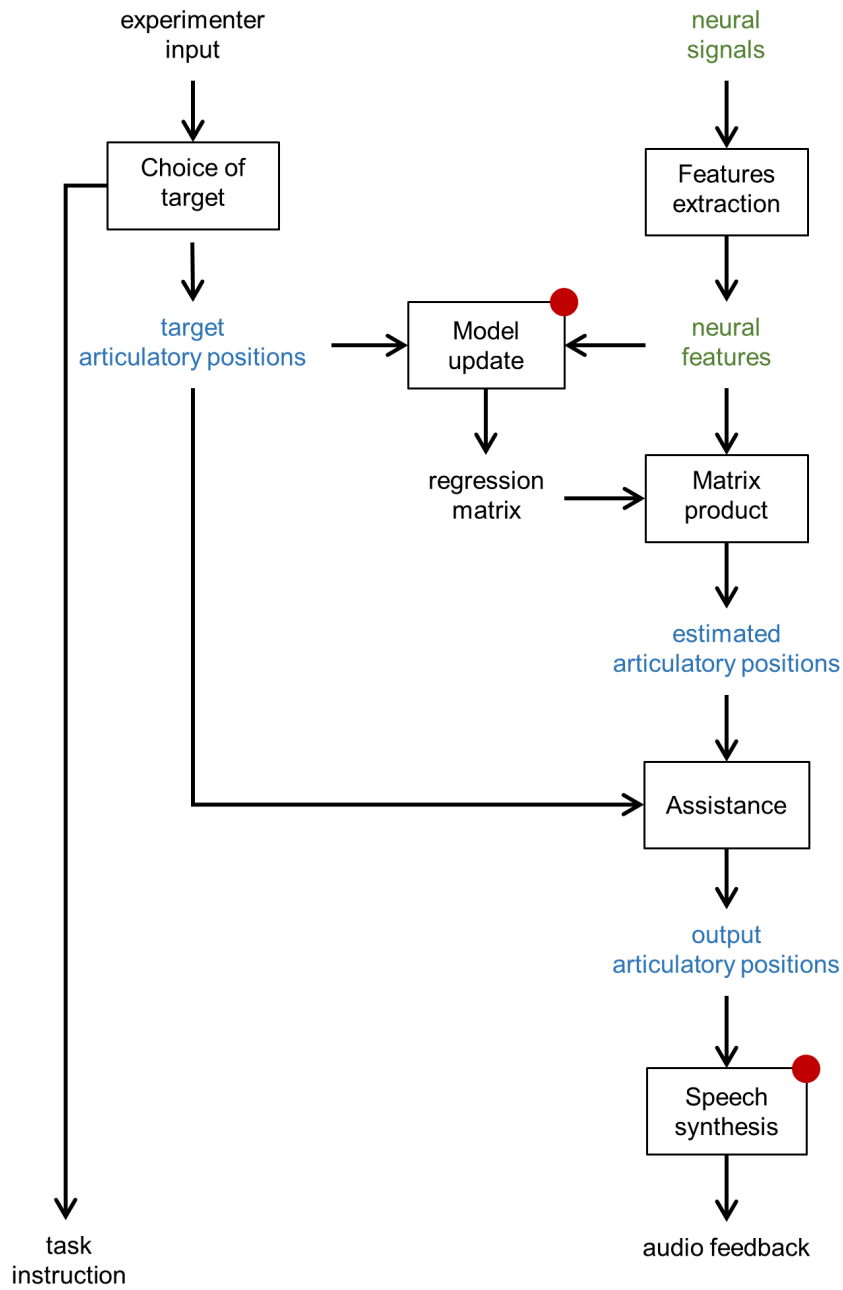 experimenter
input
neural
signals
Choice of
target
Features
extraction
target
articulatory positions
Model
update
neural
features
regression
matrix
Matrix
product
estimated
articulatory positions
Assistance
output
articulatory positions
Speech
synthesis
task
instruction
audio feedback